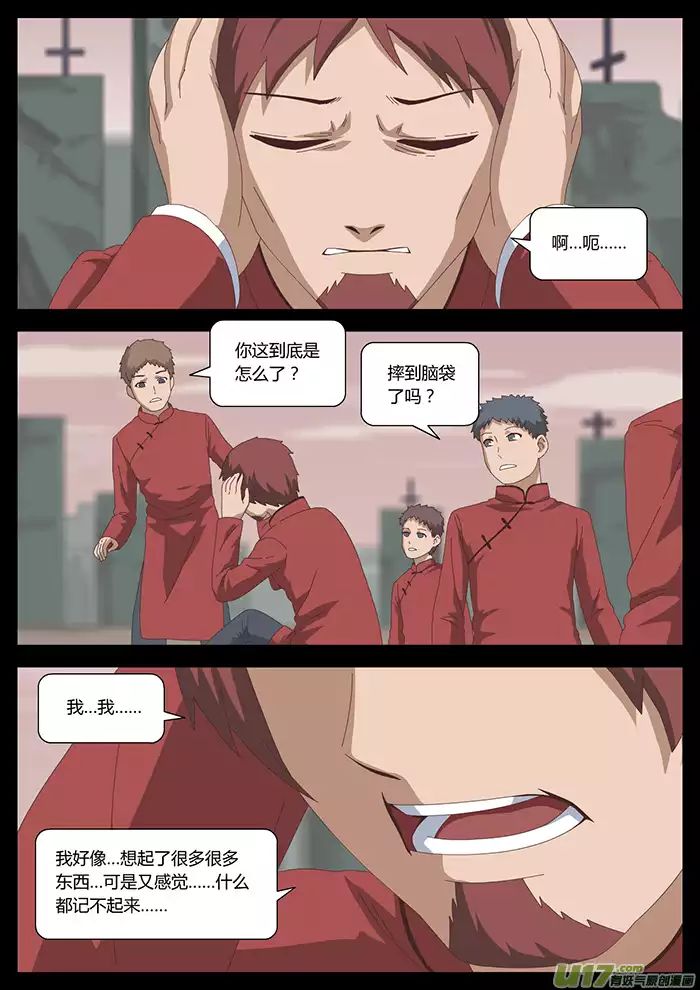 啊…呃……
你这到底是
怎么了？
摔到脑袋
了吗？
我…我……
我好像…想起了很多很多
东西…可是又感觉……什么
都记不起来……
U17.com
有妖气原创漫画